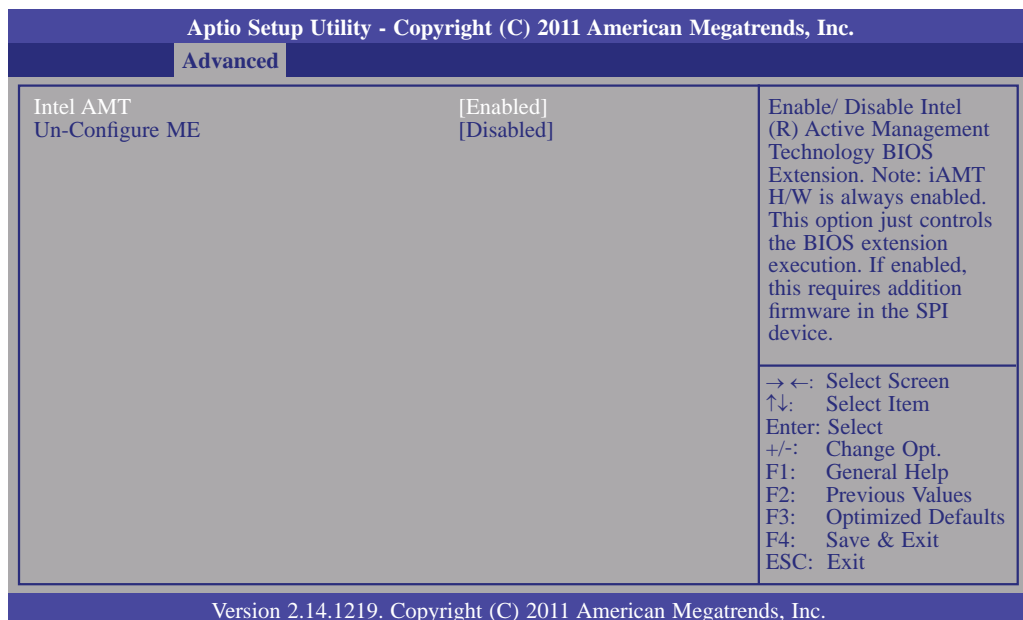 Aptio Setup Utility - Copyright (C) 2011 American Megatrends, Inc.
Advanced
Intel AMT [Enabled]
Un-Configure ME [Disabled]
Enable/ Disable Intel
(R) Active Management
Technology BIOS
Extension. Note: iAMT
H/W is always enabled.
This option just controls
the BIOS extension
execution. If enabled,
this requires addition
firmware in the SPI
device.
→ ←: Select Screen
↑↓: Select Item
Enter: Select
+/-: Change Opt.
F1: General Help
F2: Previous Values
F3: Optimized Defaults
F4: Save & Exit
ESC: Exit
Version 2.14.1219. Copyright (C) 2011 American Megatrends, Inc.